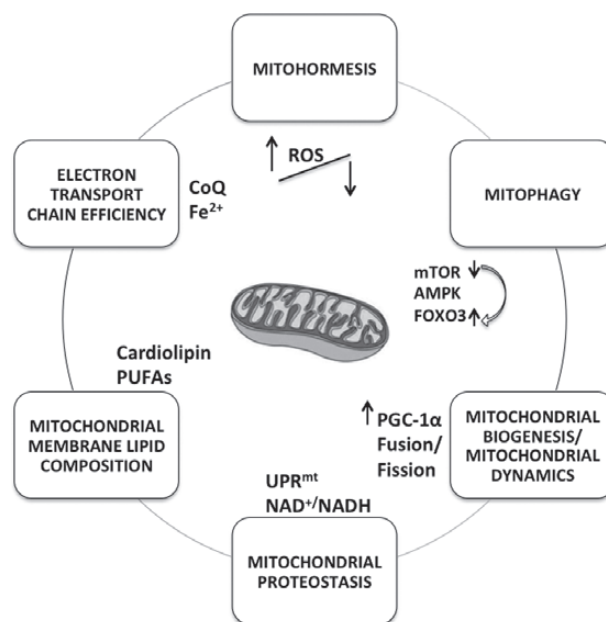 MITOHORMESIS
ROS
ELECTRON
TRANSPORT
CHAIN EFFICIENCY
CoQ
Fe²⁺
MITOPHAGY
mTOR
AMPK
FOXO3
Cardiolipin
PUFAs
MITOCHONDRIAL
MEMBRANE LIPID
COMPOSITION
PGC-1α
Fusion/
Fission
MITOCHONDRIAL
BIOGENESIS/
MITOCHONDRIAL
DYNAMICS
UPRᵐᵗ
NAD⁺/NADH
MITOCHONDRIAL
PROTEOSTASIS